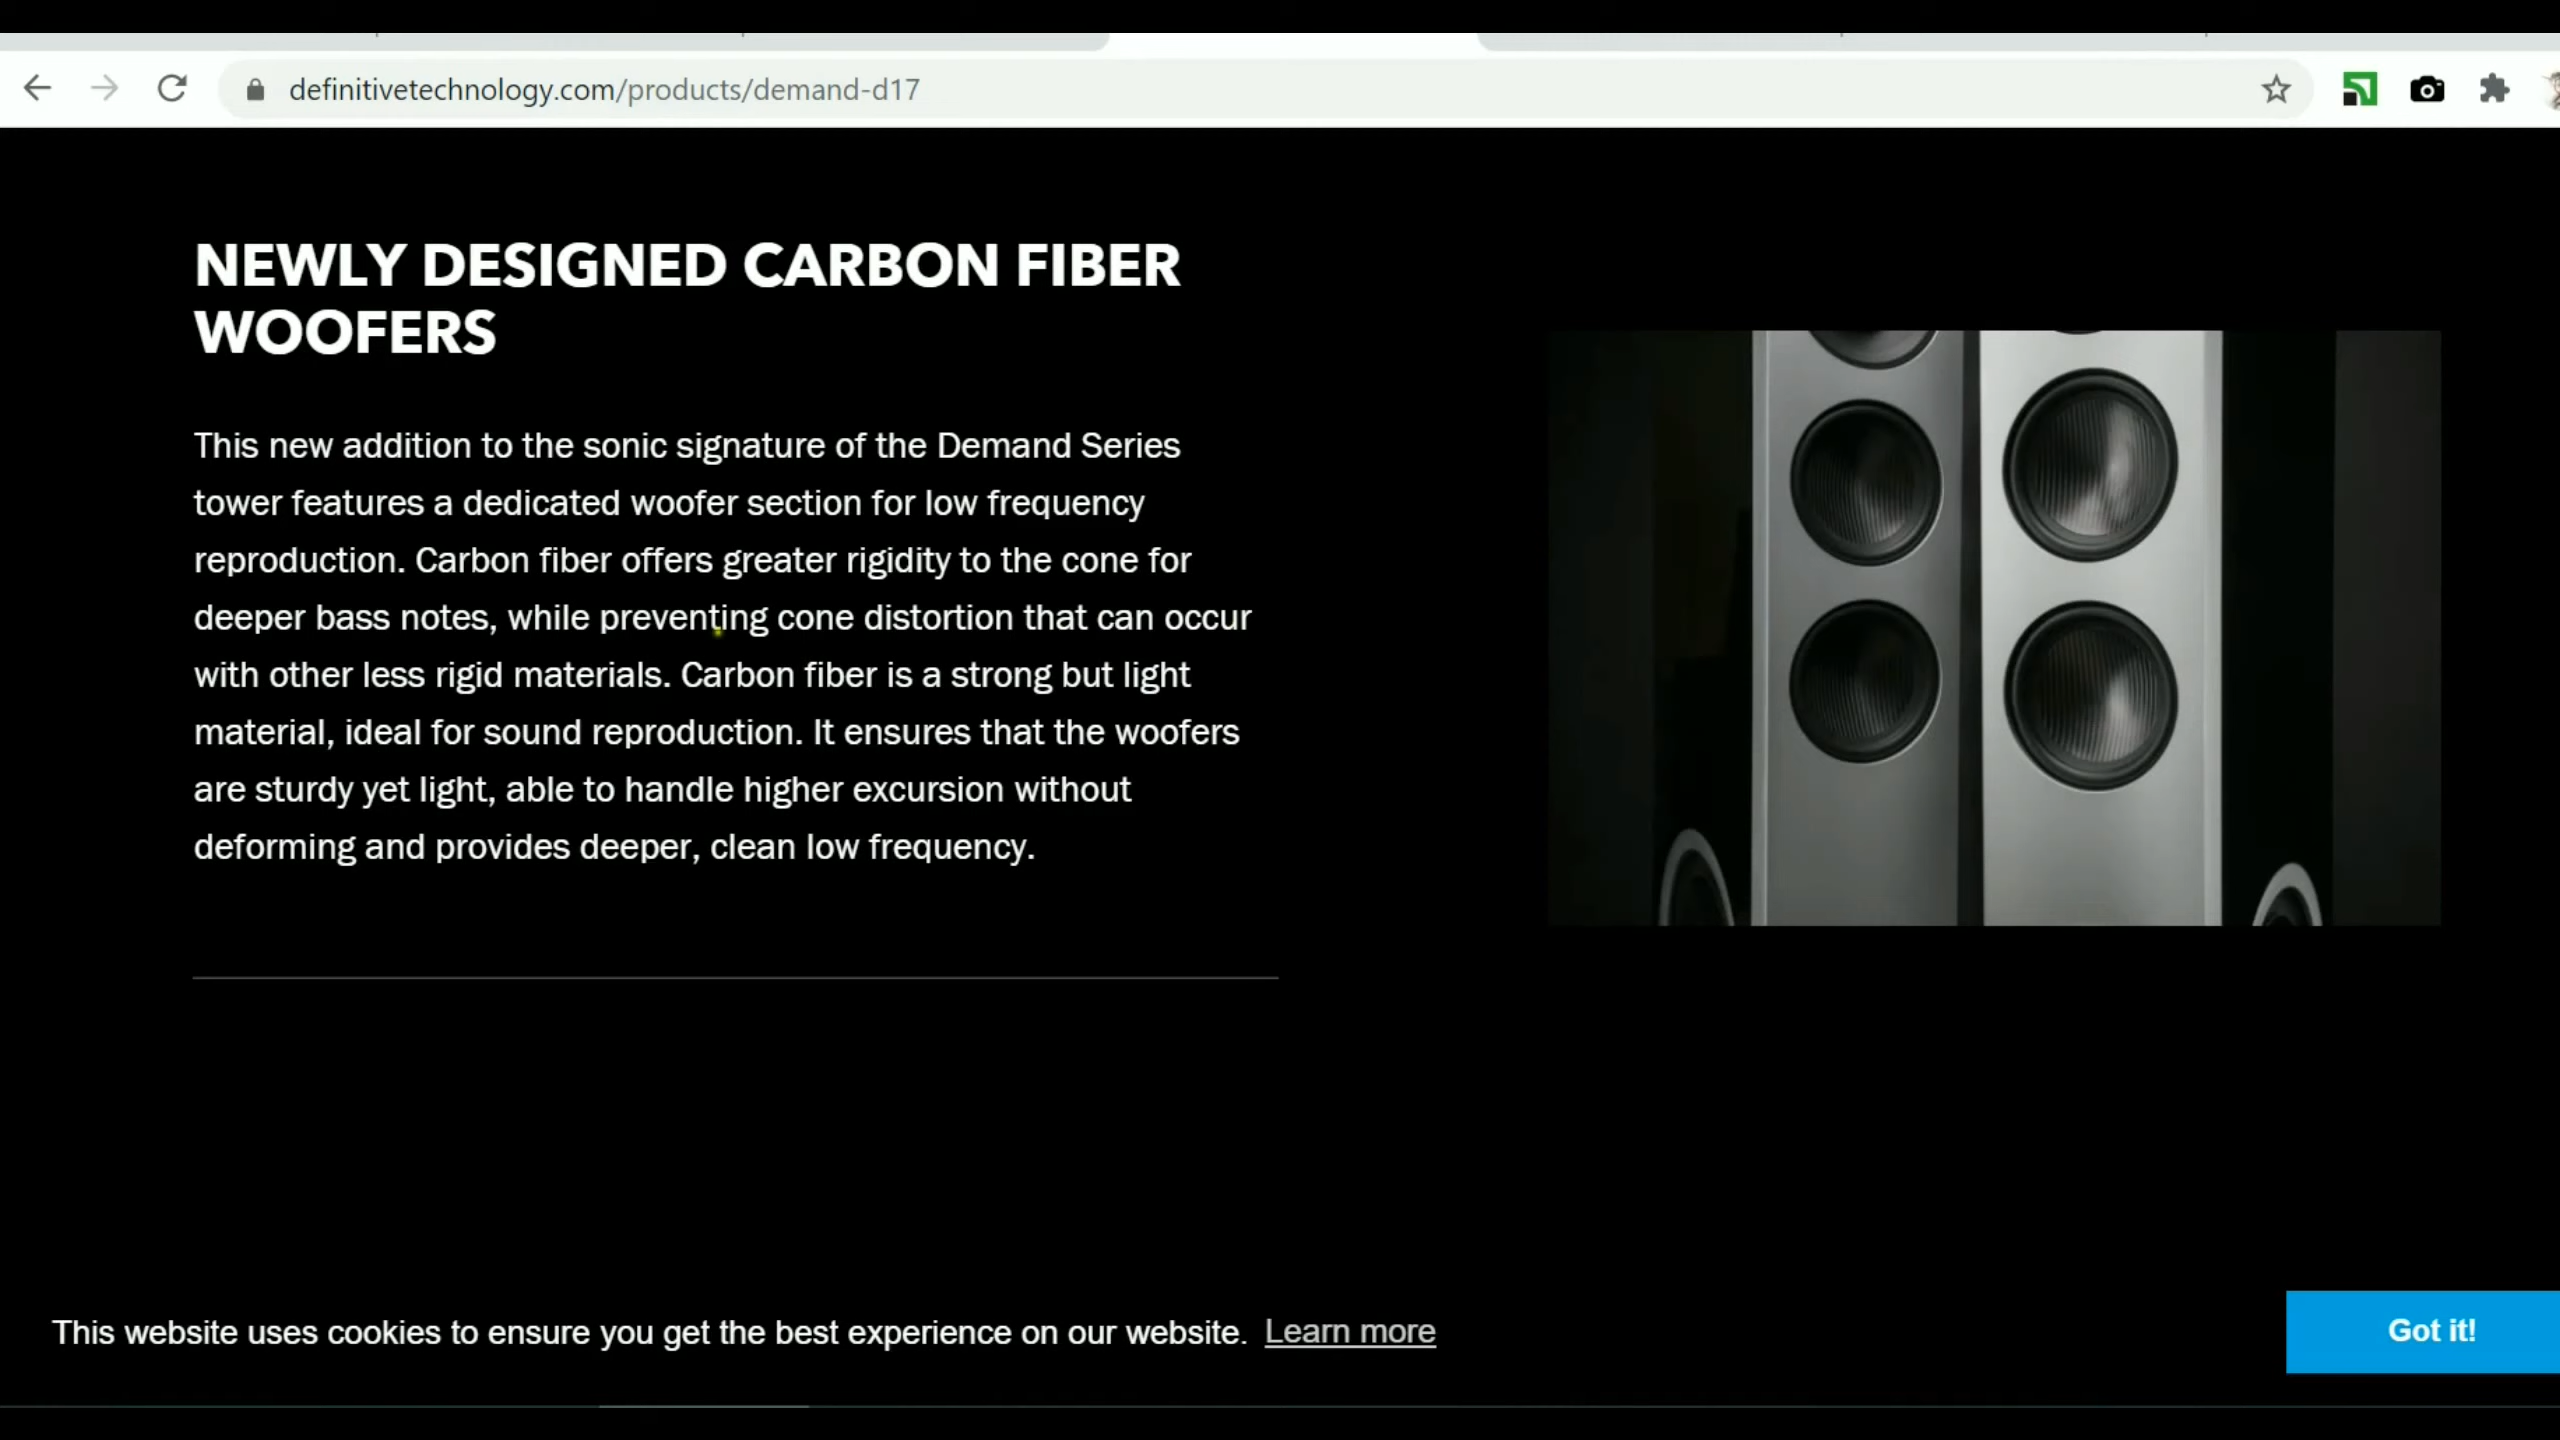 definitivetechnology.com/products/demand-d17
NEWLY DESIGNED CARBON FIBER
WOOFERS
This new addition to the sonic signature of the Demand Series
tower features a dedicated woofer section for low frequency
reproduction. Carbon fiber offers greater rigidity to the cone for
deeper bass notes, while preventing cone distortion that can occur
with other less rigid materials. Carbon fiber is a strong but light
material, ideal for sound reproduction. It ensures that the woofers
are sturdy yet light, able to handle higher excursion without
deforming and provides deeper, clean low frequency.
This website uses cookies to ensure you get the best experience on our website. Learn more
Got it!